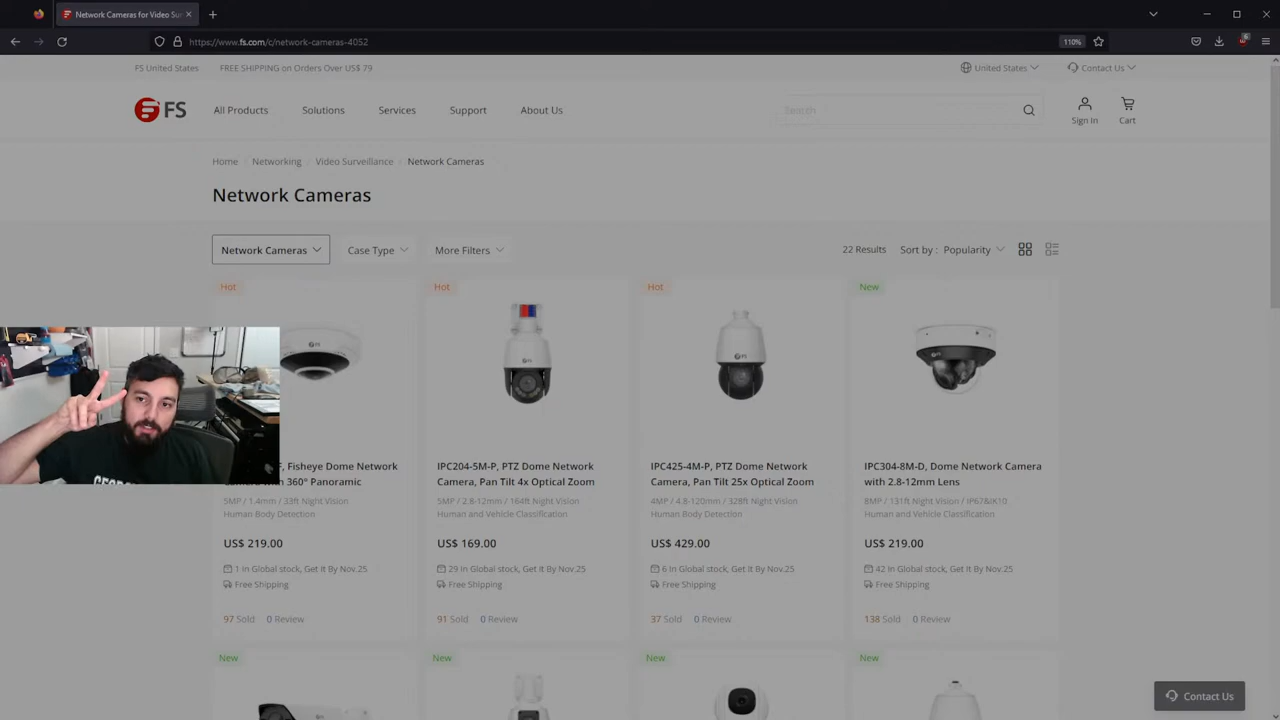 Network Cameras for Video Sur
https://www.fs.com/c/network-cameras-4052
110%
FS United States
FREE SHIPPING on Orders Over US$ 79
United States
Contact Us
FS
All Products
Solutions
Services
Support
About Us
Search
Sign In
Cart
Home
Networking
Video Surveillance
Network Cameras
Network Cameras
Network Cameras
Case Type
More Filters
22 Results
Sort by :
Popularity
Hot
Hot
Hot
New
F, Fisheye Dome Network
360° Panoramic
5MP / 1.4mm / 33ft Night Vision
Human Body Detection
US$ 219.00
1 In Global stock, Get It By Nov.25
Free Shipping
97 Sold
0 Review
IPC204-5M-P, PTZ Dome Network
Camera, Pan Tilt 4x Optical Zoom
5MP / 2.8-12mm / 164ft Night Vision
Human and Vehicle Classification
US$ 169.00
29 In Global stock, Get It By Nov.25
Free Shipping
91 Sold
0 Review
IPC425-4M-P, PTZ Dome Network
Camera, Pan Tilt 25x Optical Zoom
4MP / 4.8-120mm / 328ft Night Vision
Human Body Detection
US$ 429.00
6 In Global stock, Get It By Nov.25
Free Shipping
37 Sold
0 Review
IPC304-8M-D, Dome Network Camera
with 2.8-12mm Lens
8MP / 131ft Night Vision / IP67&IK10
Human and Vehicle Classification
US$ 219.00
42 In Global stock, Get It By Nov.25
Free Shipping
138 Sold
0 Review
New
New
New
New
Contact Us